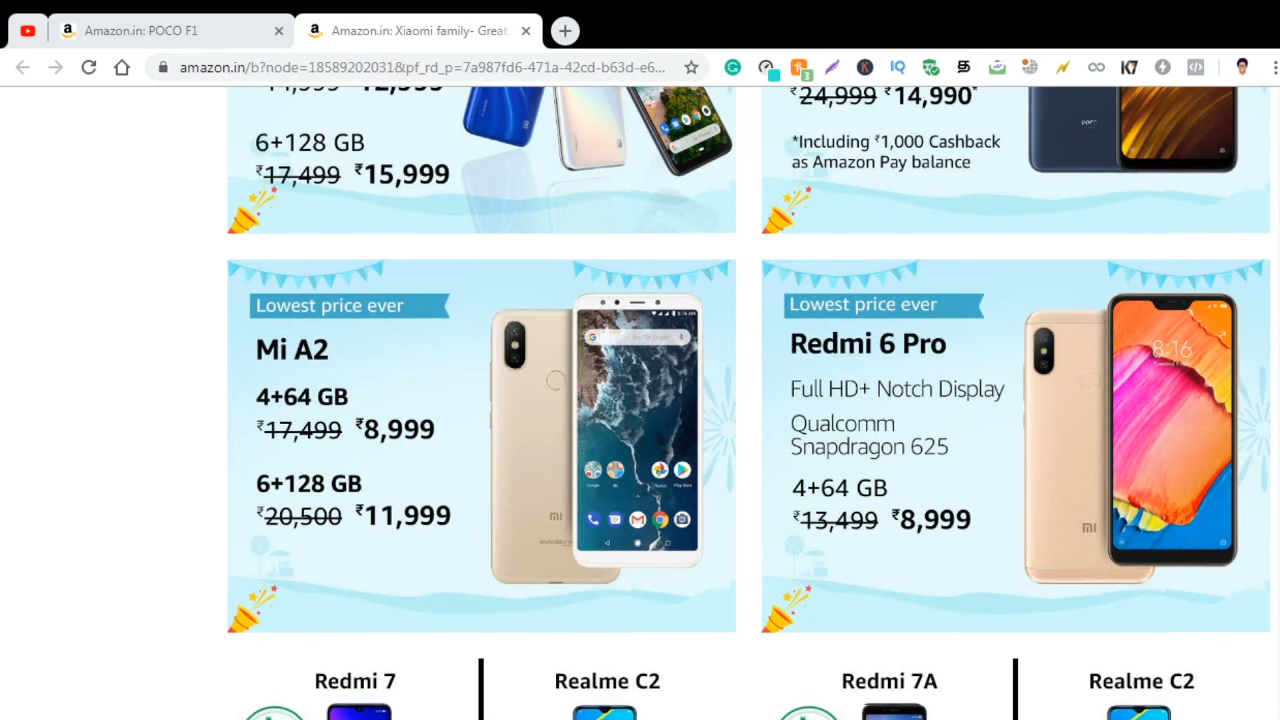 Amazon.in: POCO F1
Amazon.in: Xiaomi family- Great
amazon.in/b?node=18589202031&pf_rd_p=7a987fd6-471a-42cd-b63d-e6...
6+128 GB
₹17,499 ₹15,999
₹24,999 ₹14,990*
*Including ₹1,000 Cashback
as Amazon Pay balance
Lowest price ever
Mi A2
4+64 GB
₹17,499 ₹8,999
6+128 GB
₹20,500 ₹11,999
Lowest price ever
Redmi 6 Pro
Full HD+ Notch Display
Qualcomm
Snapdragon 625
4+64 GB
₹13,499 ₹8,999
8:16
MI
MI
Redmi 7
Realme C2
Redmi 7A
Realme C2